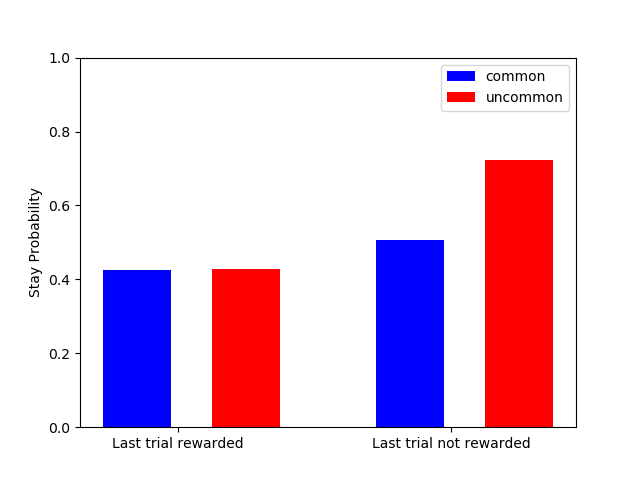 1.0
0.8
0.6
0.4
0.2
0.0
Stay Probability
common
uncommon
Last trial rewarded
Last trial not rewarded